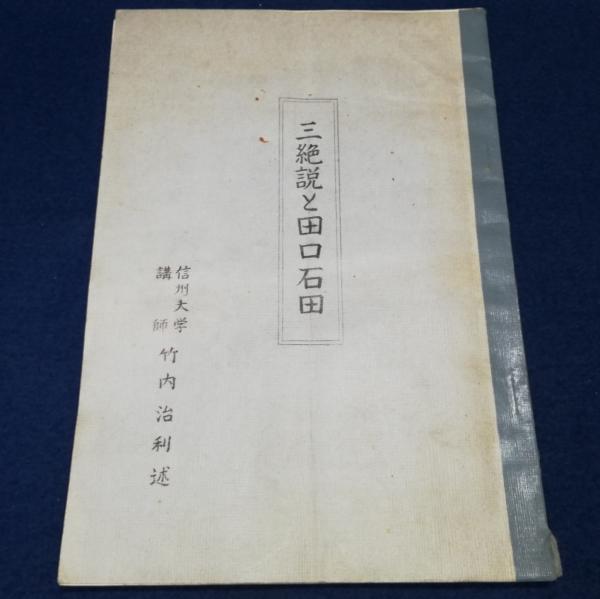 三絶説と田口石田
信州大学
講師
竹内治利述